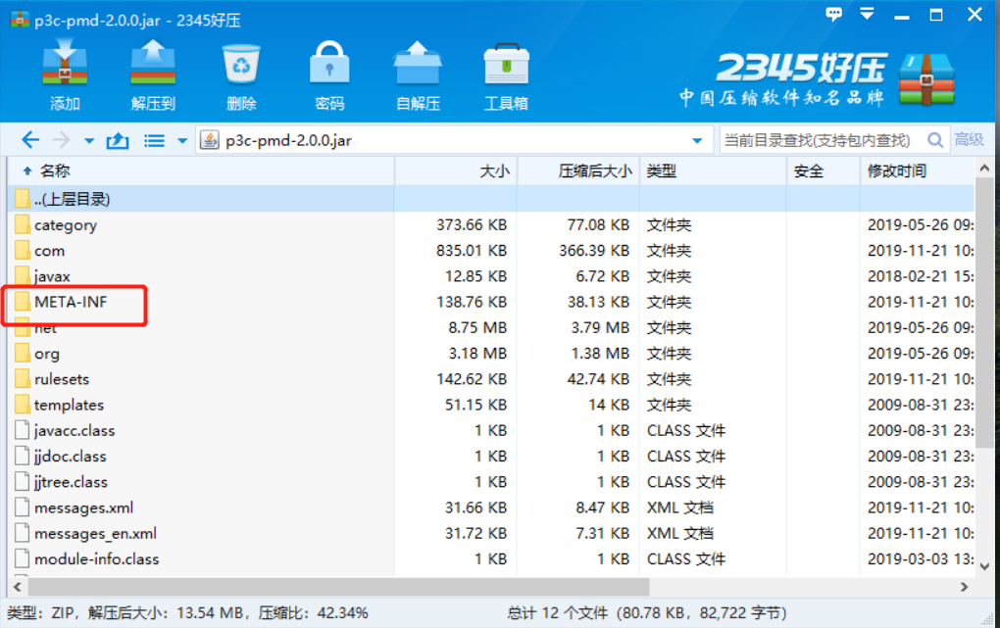 p3c-pmd-2.0.0.jar - 2345好压
添加 解压到 删除 密码 自解压 工具箱
2345好压
中国压缩软件知名品牌
p3c-pmd-2.0.0.jar 当前目录查找(支持包内查找) 高级
名称 大小 压缩后大小 类型 安全 修改时间
..(上层目录)
category 373.66 KB 77.08 KB 文件夹 2019-05-26 09:
com 835.01 KB 366.39 KB 文件夹 2019-11-21 10:
javax 12.85 KB 6.72 KB 文件夹 2018-02-21 15:
META-INF 138.76 KB 38.13 KB 文件夹 2019-11-21 10:
net 8.75 MB 3.79 MB 文件夹 2019-05-26 09:
org 3.18 MB 1.38 MB 文件夹 2019-05-26 09:
rulesets 142.62 KB 42.74 KB 文件夹 2019-11-21 10:
templates 51.15 KB 14 KB 文件夹 2009-08-31 23:
javacc.class 1 KB 1 KB CLASS 文件 2009-08-31 23:
jjdoc.class 1 KB 1 KB CLASS 文件 2009-08-31 23:
jjtree.class 1 KB 1 KB CLASS 文件 2009-08-31 23:
messages.xml 31.66 KB 8.47 KB XML 文档 2019-11-21 10:
messages_en.xml 31.72 KB 7.31 KB XML 文档 2019-11-21 10:
module-info.class 1 KB 1 KB CLASS 文件 2019-03-03 13:
类型: ZIP, 解压后大小: 13.54 MB, 压缩比: 42.34% 总计 12 个文件 (80.78 KB, 82,722 字节)